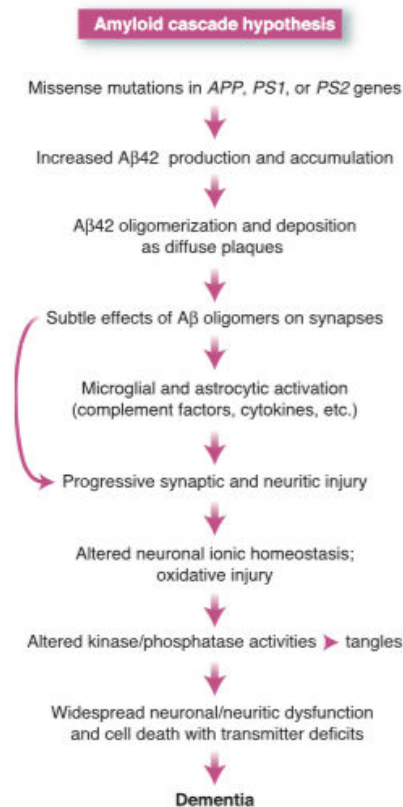 Amyloid cascade hypothesis
Missense mutations in APP, PS1, or PS2 genes
Increased Aβ42 production and accumulation
Aβ42 oligomerization and deposition
as diffuse plaques
Subtle effects of Aβ oligomers on synapses
Microglial and astrocytic activation
(complement factors, cytokines, etc.)
Progressive synaptic and neuritic injury
Altered neuronal ionic homeostasis;
oxidative injury
Altered kinase/phosphatase activities tangles
Widespread neuronal/neuritic dysfunction
and cell death with transmitter deficits
Dementia